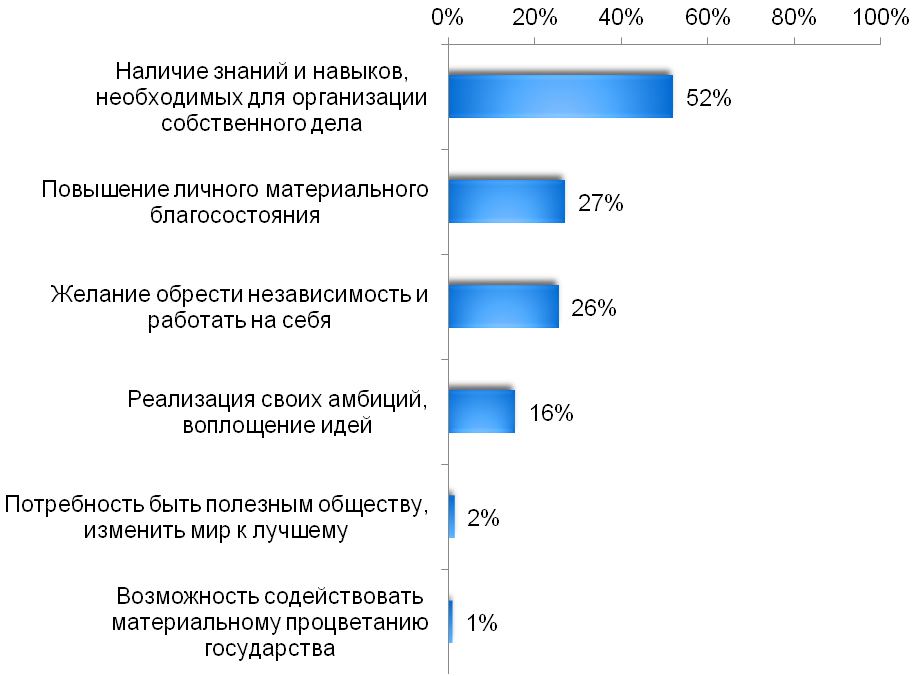 0% 20% 40% 60% 80% 100%
Наличие знаний и навыков,
необходимых для организации
собственного дела
52%
Повышение личного материального
благосостояния
27%
Желание обрести независимость и
работать на себя
26%
Реализация своих амбиций,
воплощение идей
16%
Потребность быть полезным обществу,
изменить мир к лучшему
2%
Возможность содействовать
материальному процветанию
государства
1%